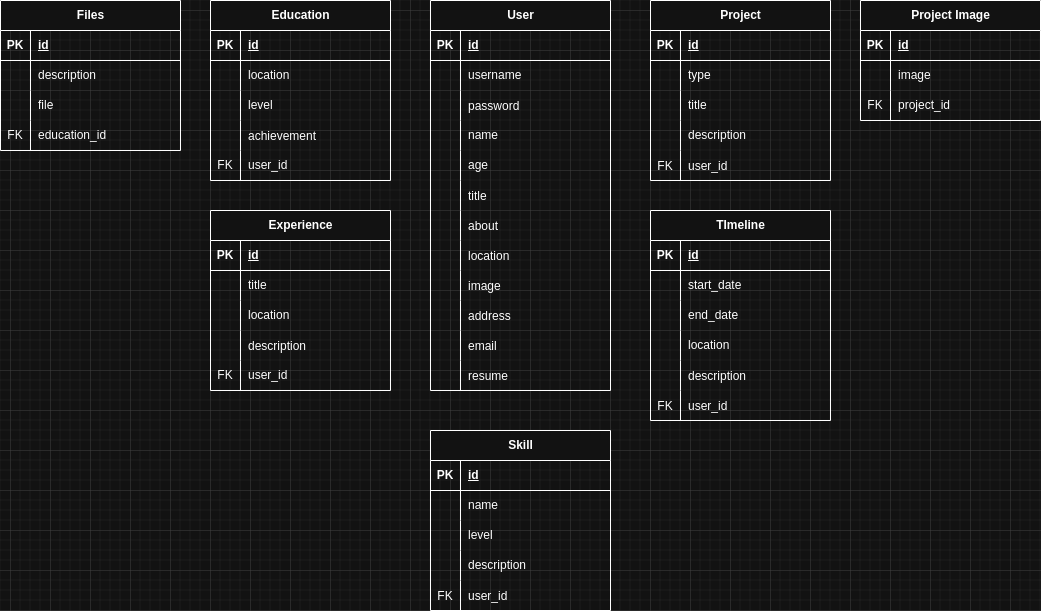 Files
PK id
description
file
FK education_id
Education
PK id
location
level
achievement
FK user_id
User
PK id
username
password
name
age
title
about
location
image
address
email
resume
Project
PK id
type
title
description
FK user_id
Project Image
PK id
image
FK project_id
Experience
PK id
title
location
description
FK user_id
TImeline
PK id
start_date
end_date
location
description
FK user_id
Skill
PK id
name
level
description
FK user_id